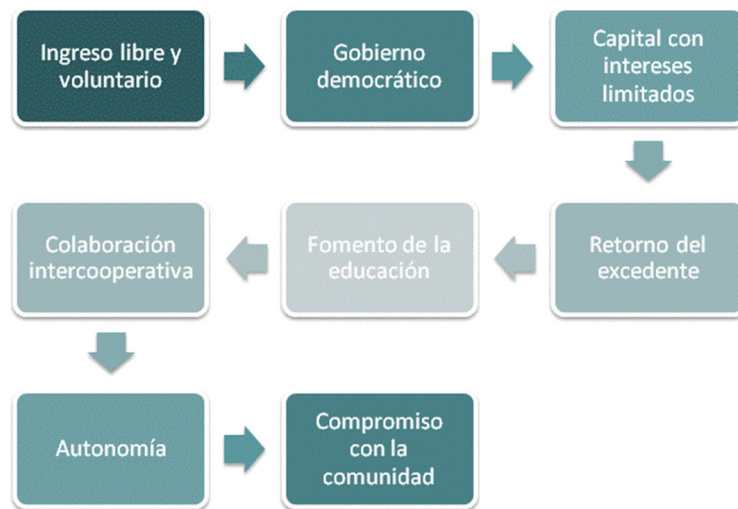 Ingreso libre y
voluntario
Gobierno
democrático
Capital con
intereses
limitados
Retorno del
excedente
Fomento de la
educación
Colaboración
intercooperativa
Autonomía
Compromiso
con la
comunidad